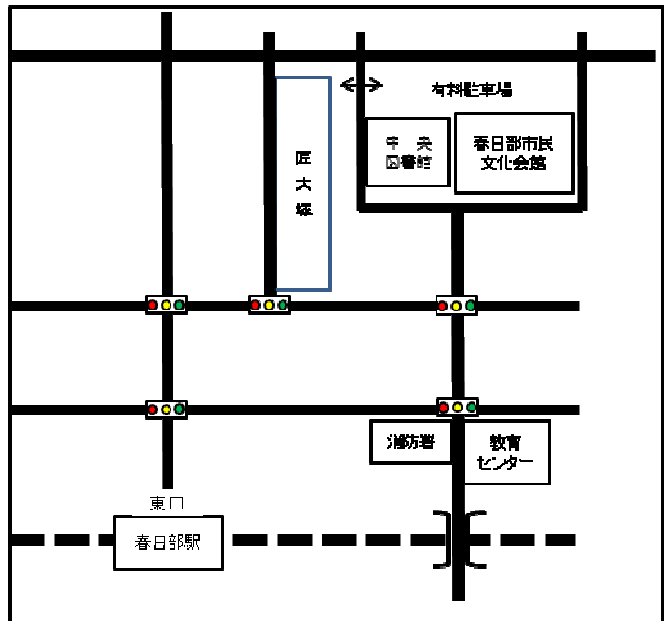 有料駐車場
中央
図書館
春日部市民
文化会館
匠大塚
消防署
教育
センター
東口
春日部駅